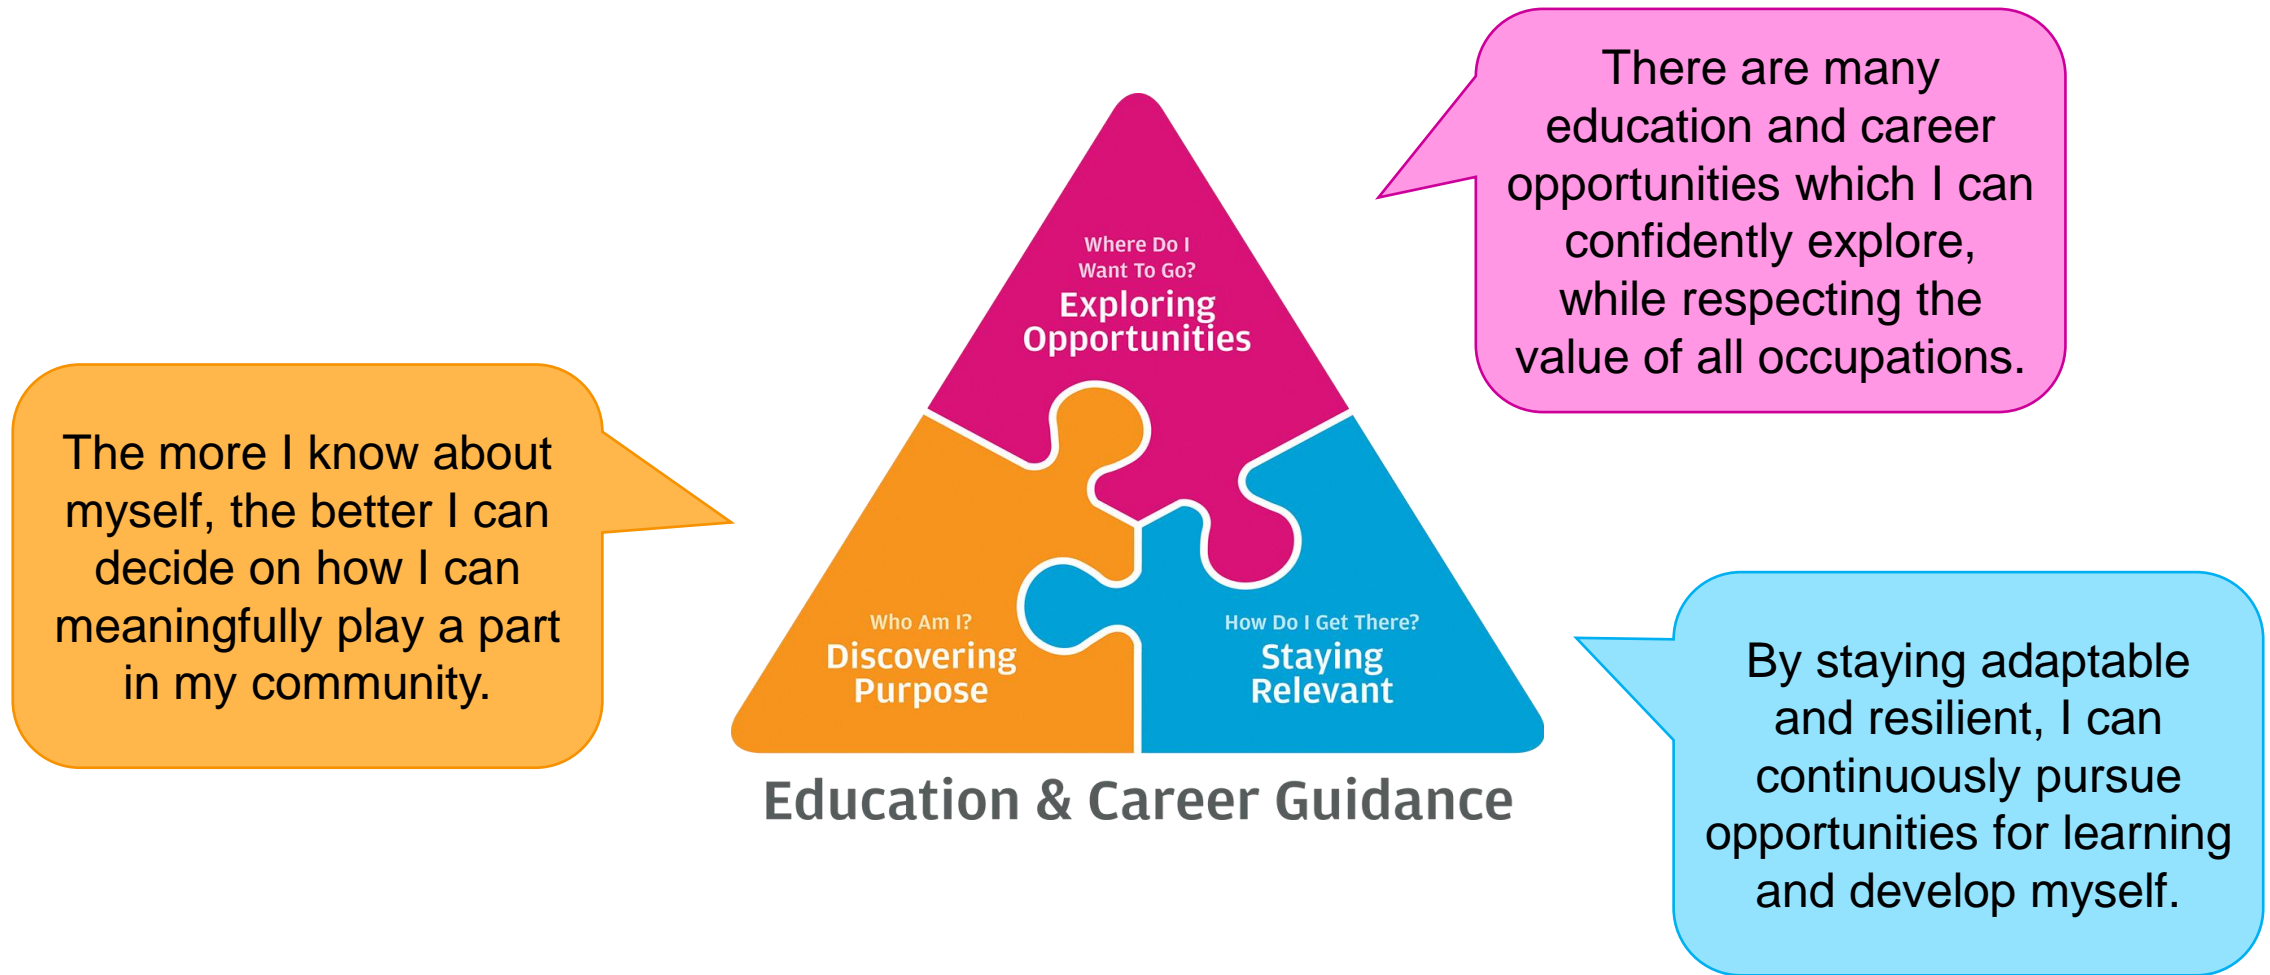 There are many
education and career
opportunities which I can
confidently explore,
while respecting the
value of all occupations.
Where Do I
Want To Go?
Exploring
Opportunities
The more I know about
myself, the better I can
decide on how I can
meaningfully play a part
in my community.
Who Am I?
Discovering
Purpose
How Do I Get There?
Staying
Relevant
By staying adaptable
and resilient, I can
continuously pursue
opportunities for learning
and develop myself.
Education & Career Guidance